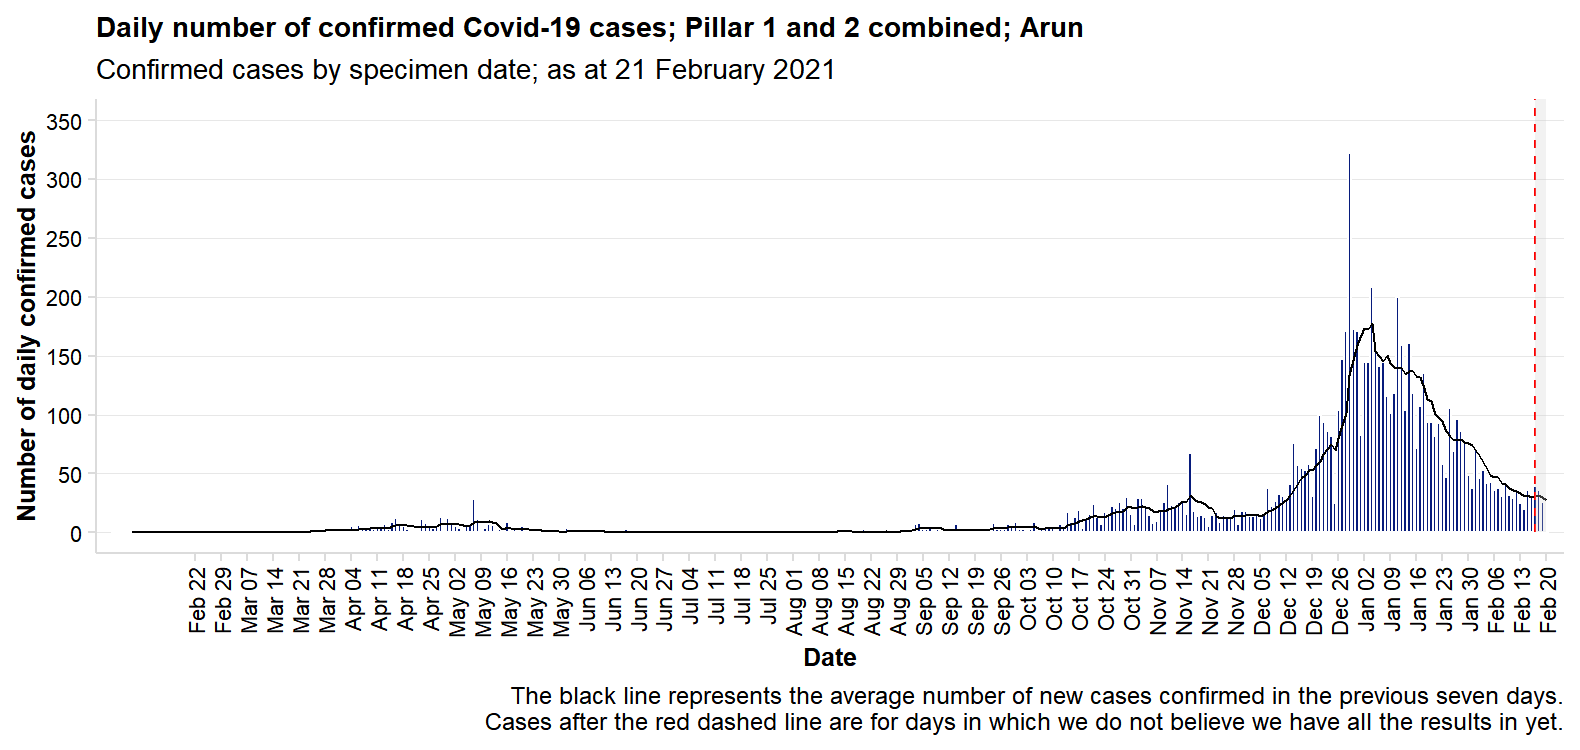 Daily number of confirmed Covid-19 cases; Pillar 1 and 2 combined; Arun
Confirmed cases by specimen date; as at 21 February 2021
Number of daily confirmed cases
350
300
250
200
150
100
50
0
Feb 22
Feb 29
Mar 07
Mar 14
Mar 21
Mar 28
Apr 04
Apr 11
Apr 18
Apr 25
May 02
May 09
May 16
May 23
May 30
Jun 06
Jun 13
Jun 20
Jun 27
Jul 04
Jul 11
Jul 18
Jul 25
Aug 01
Aug 08
Aug 15
Aug 22
Aug 29
Sep 05
Sep 12
Sep 19
Sep 26
Oct 03
Oct 10
Oct 17
Oct 24
Oct 31
Nov 07
Nov 14
Nov 21
Nov 28
Dec 05
Dec 12
Dec 19
Dec 26
Jan 02
Jan 09
Jan 16
Jan 23
Jan 30
Feb 06
Feb 13
Feb 20
Date
The black line represents the average number of new cases confirmed in the previous seven days.
Cases after the red dashed line are for days in which we do not believe we have all the results in yet.